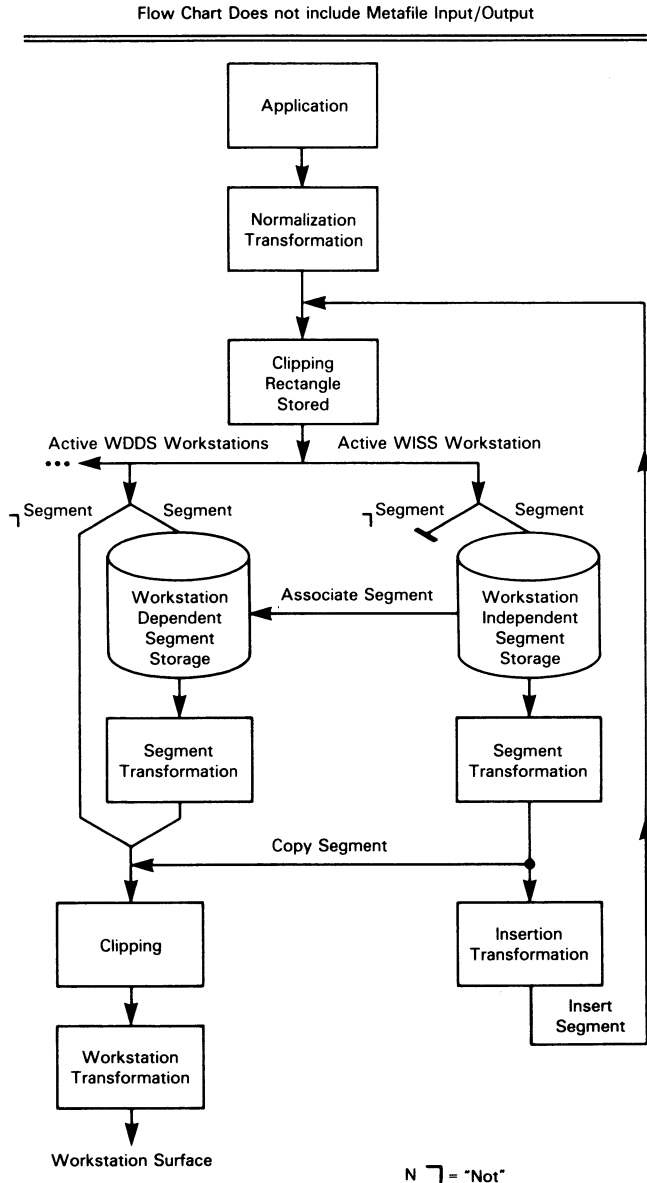 Flow Chart Does not include Metafile Input/Output
Application
Normalization
Transformation
Clipping
Rectangle
Stored
Active WDDS Workstations
Active WISS Workstation
•••
¬ Segment
Segment
¬ Segment
Segment
Workstation
Dependent
Segment
Storage
Associate Segment
Workstation
Independent
Segment
Storage
Segment
Transformation
Segment
Transformation
Copy Segment
Clipping
Insertion
Transformation
Insert
Segment
Workstation
Transformation
Workstation Surface
N ¬ = "Not"